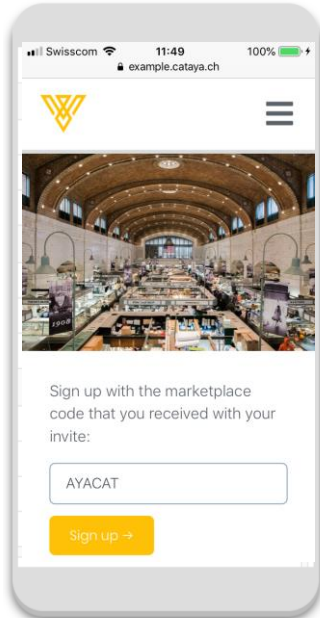 Swisscom 11:49 100%
example.cataya.ch
1908
Sign up with the marketplace
code that you received with your
invite:
AYACAT
Sign up →